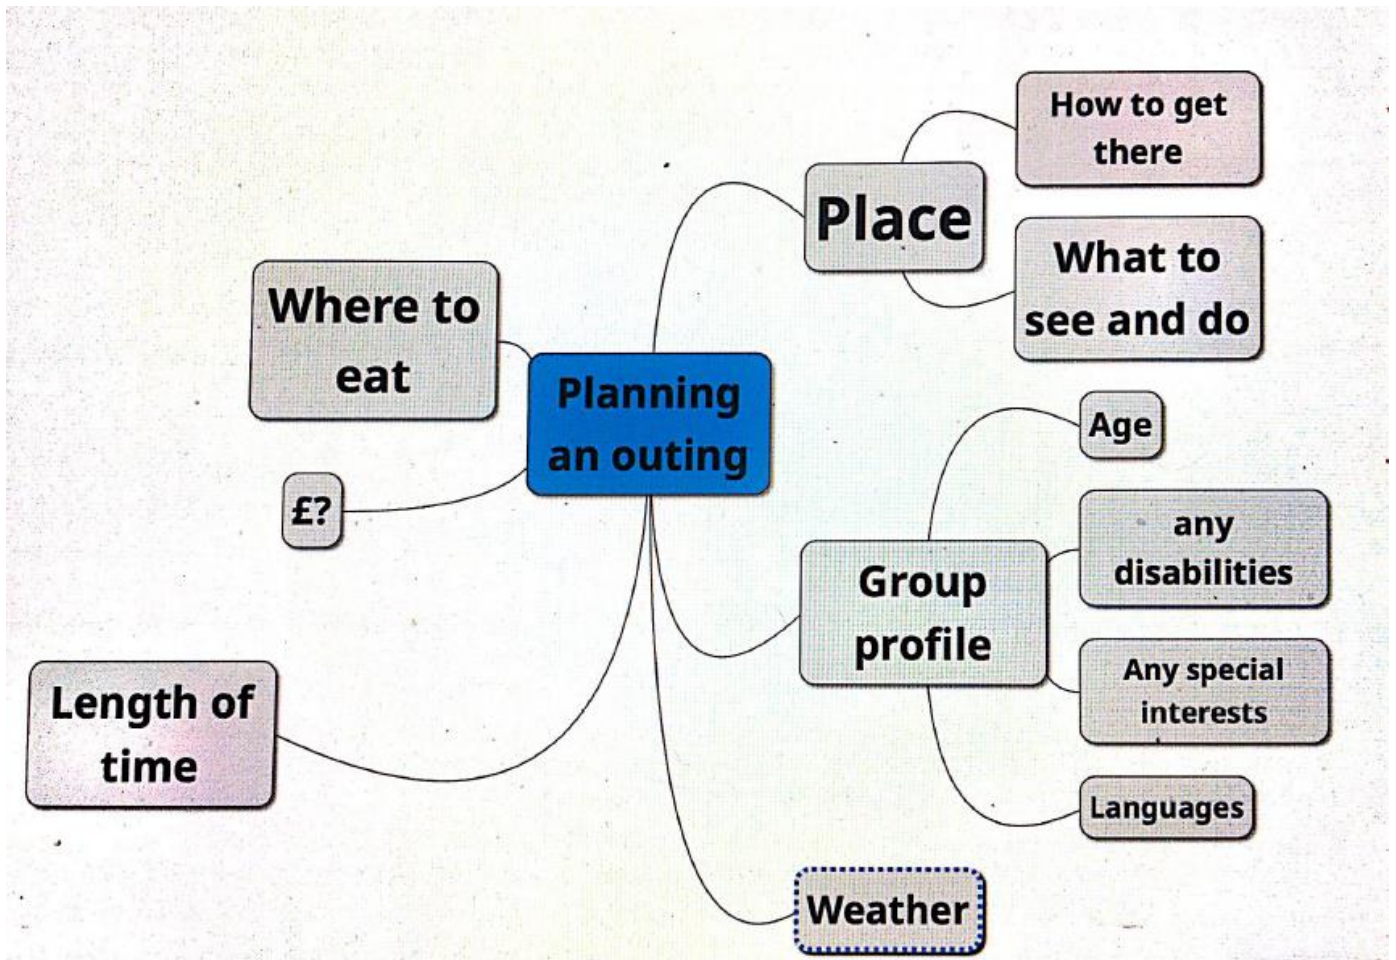 How to get
there
Place
What to
see and do
Where to
eat
Planning
an outing
£?
Age
any
disabilities
Group
profile
Any special
interests
Length of
time
Languages
Weather